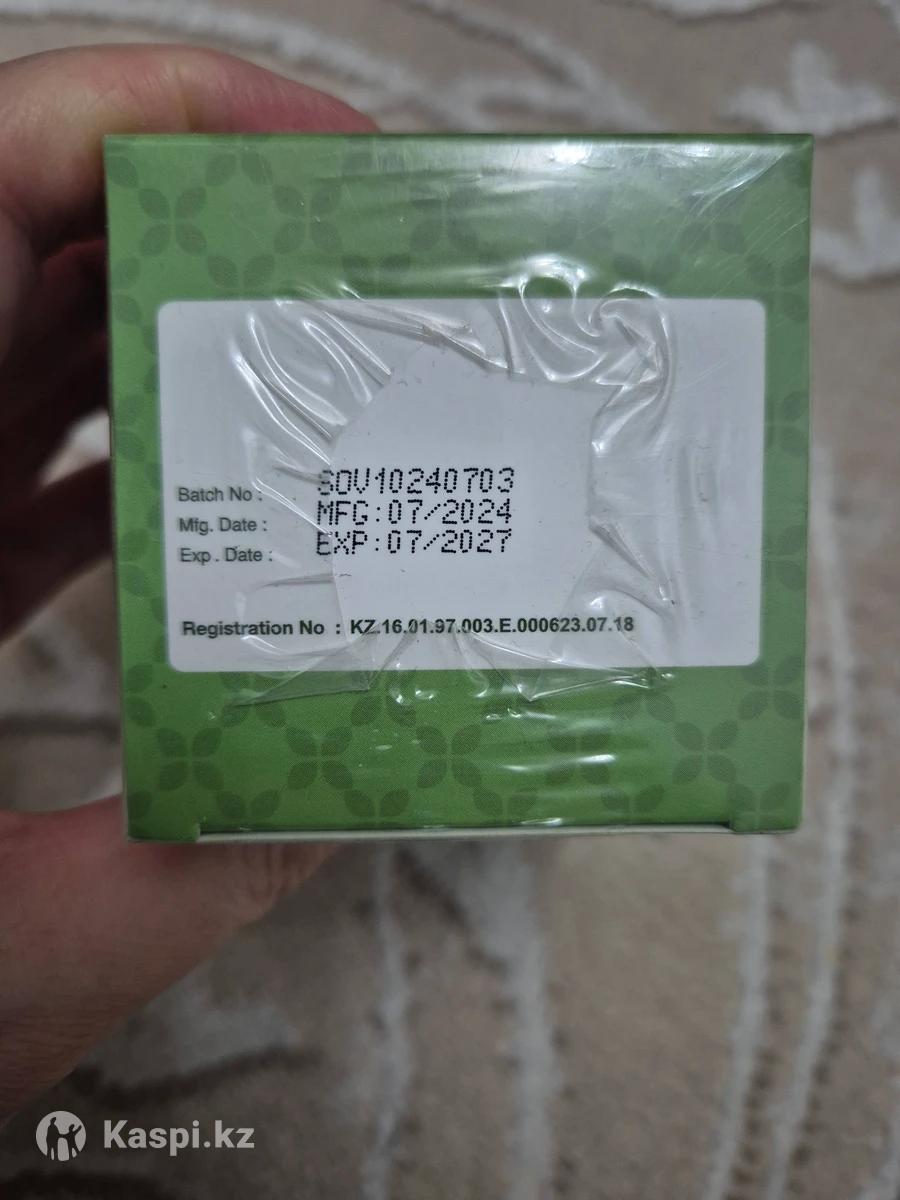 Batch No : SOV10240703
Mfg. Date : MFG:07/2024
Exp . Date : EXP:07/2027
Registration No : KZ.16.01.97.003.E.000623.07.18
Kaspi.kz